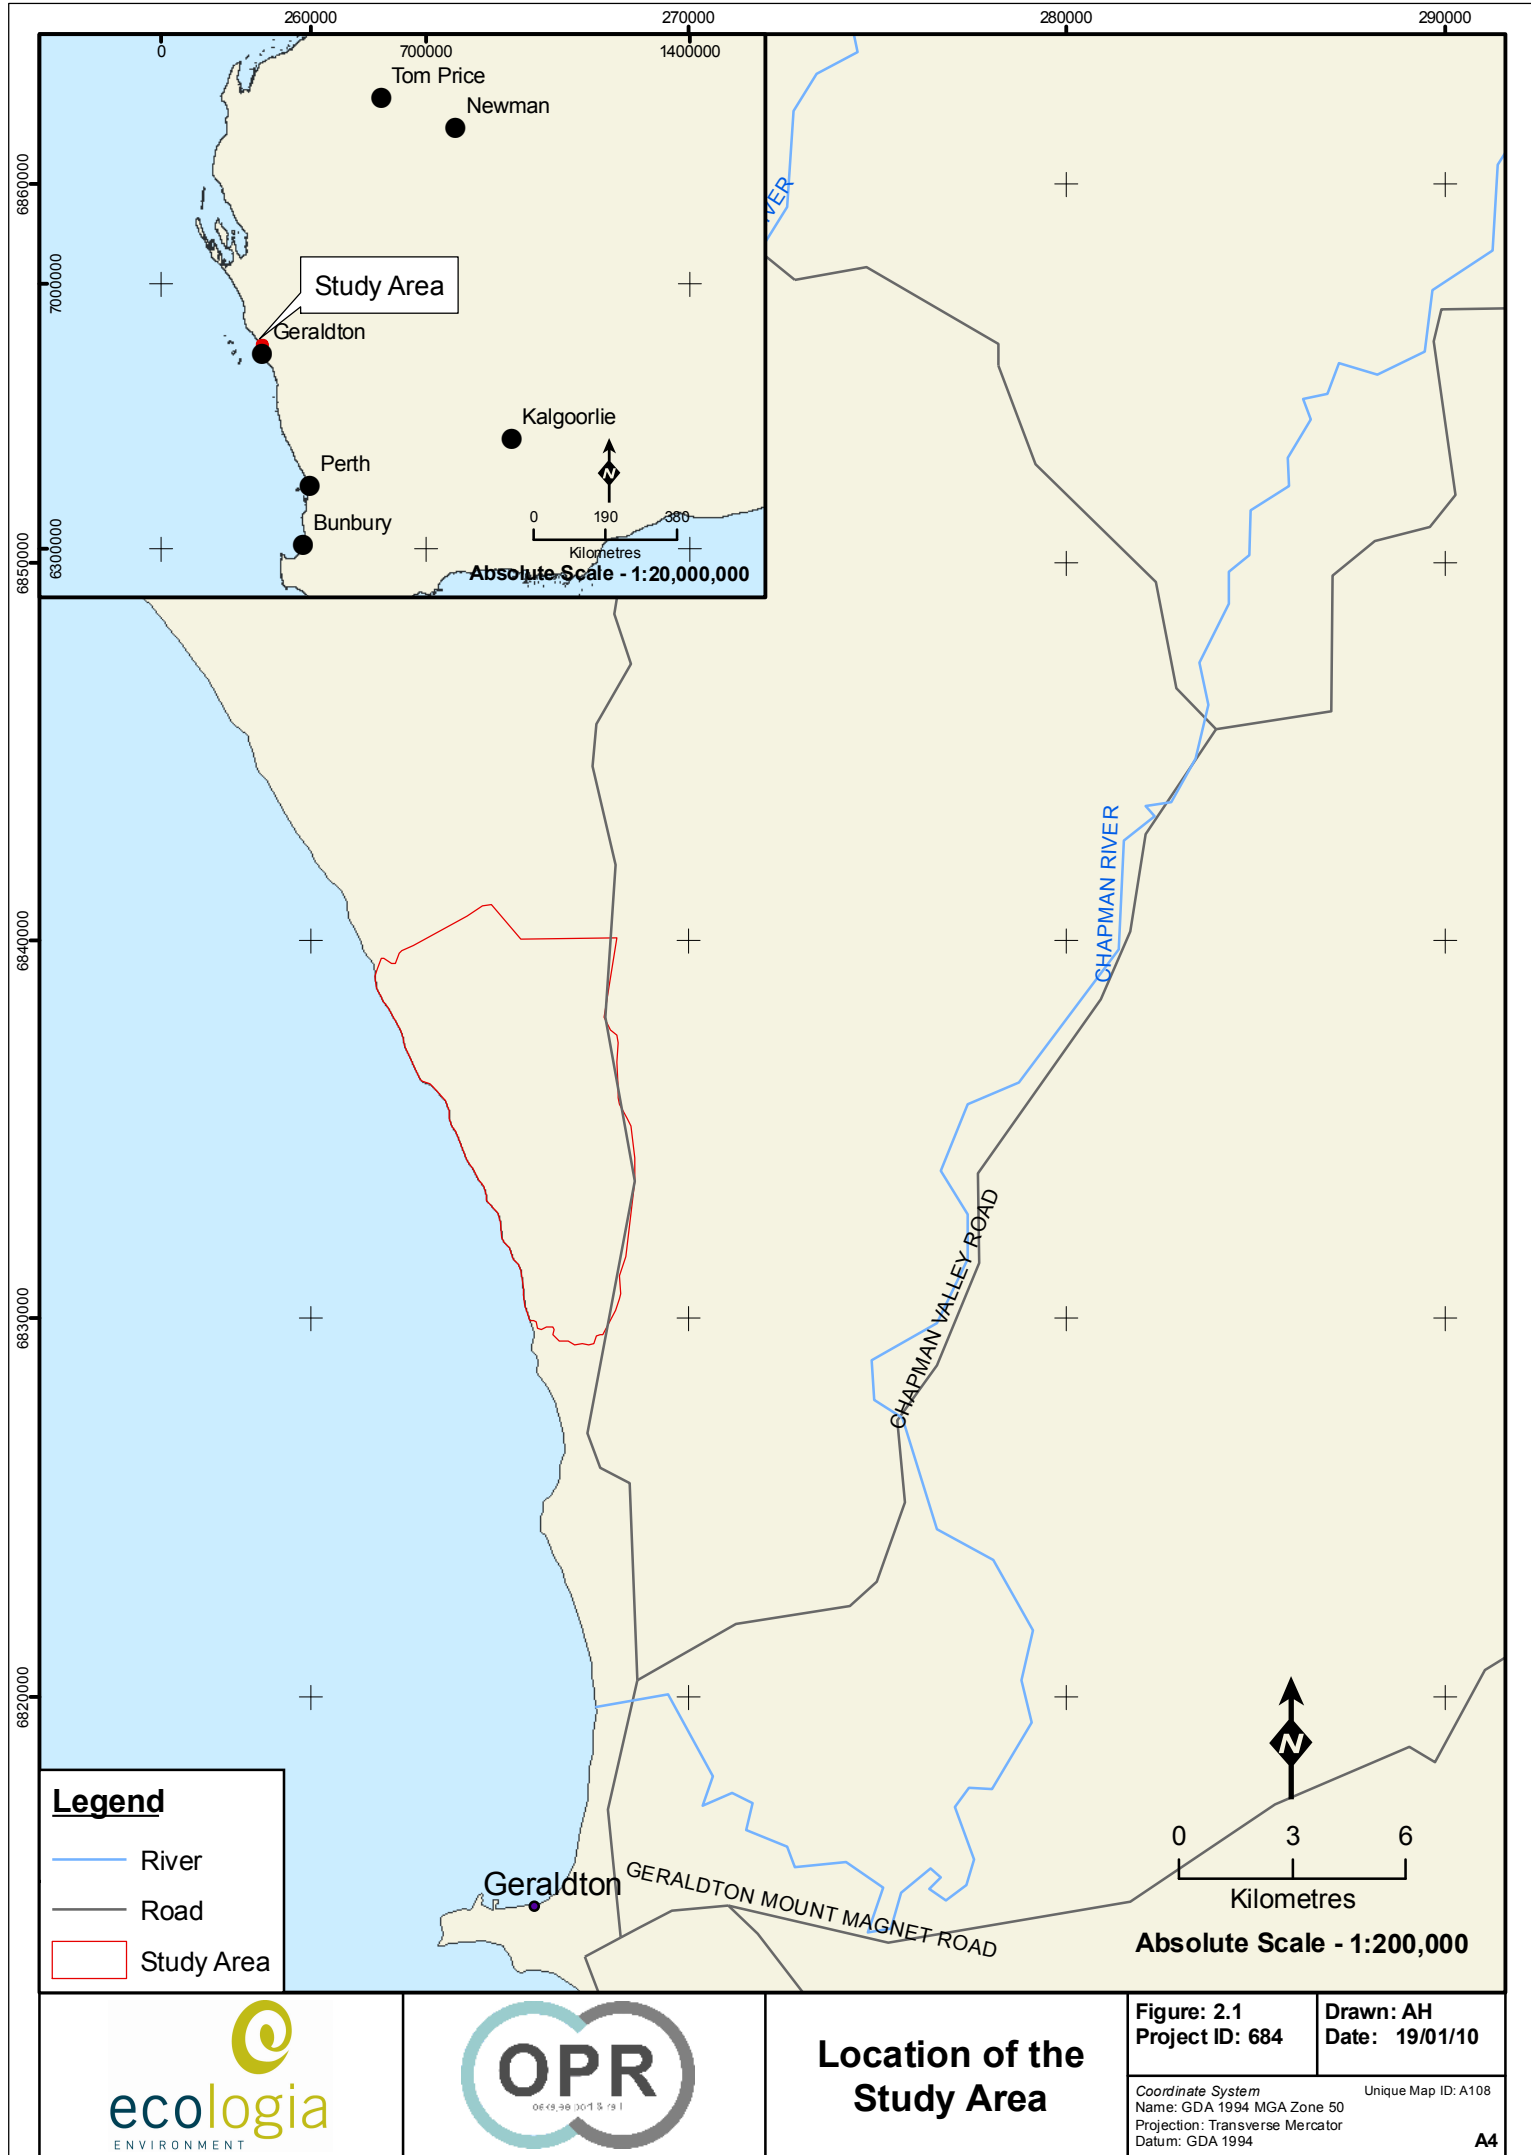 260000
270000
280000
290000
0
700000
1400000
Tom Price
Newman
6860000
VER
7000000
Study Area
Geraldton
Kalgoorlie
Perth
N
Bunbury
0
190
380
Kilometres
Absolute Scale - 1:20,000,000
6850000
6300000
CHAPMAN RIVER
6840000
CHAPMAN VALLEY ROAD
6830000
6820000
N
Legend
River
Road
Study Area
Geraldton
GERALDTON MOUNT MAGNET ROAD
0
3
6
Kilometres
Absolute Scale - 1:200,000
ecologia
ENVIRONMENT
OPR
Location of the
Study Area
Figure: 2.1
Project ID: 684
Drawn: AH
Date: 19/01/10
Coordinate System
Name: GDA 1994 MGA Zone 50
Projection: Transverse Mercator
Datum: GDA 1994
Unique Map ID: A108
A4